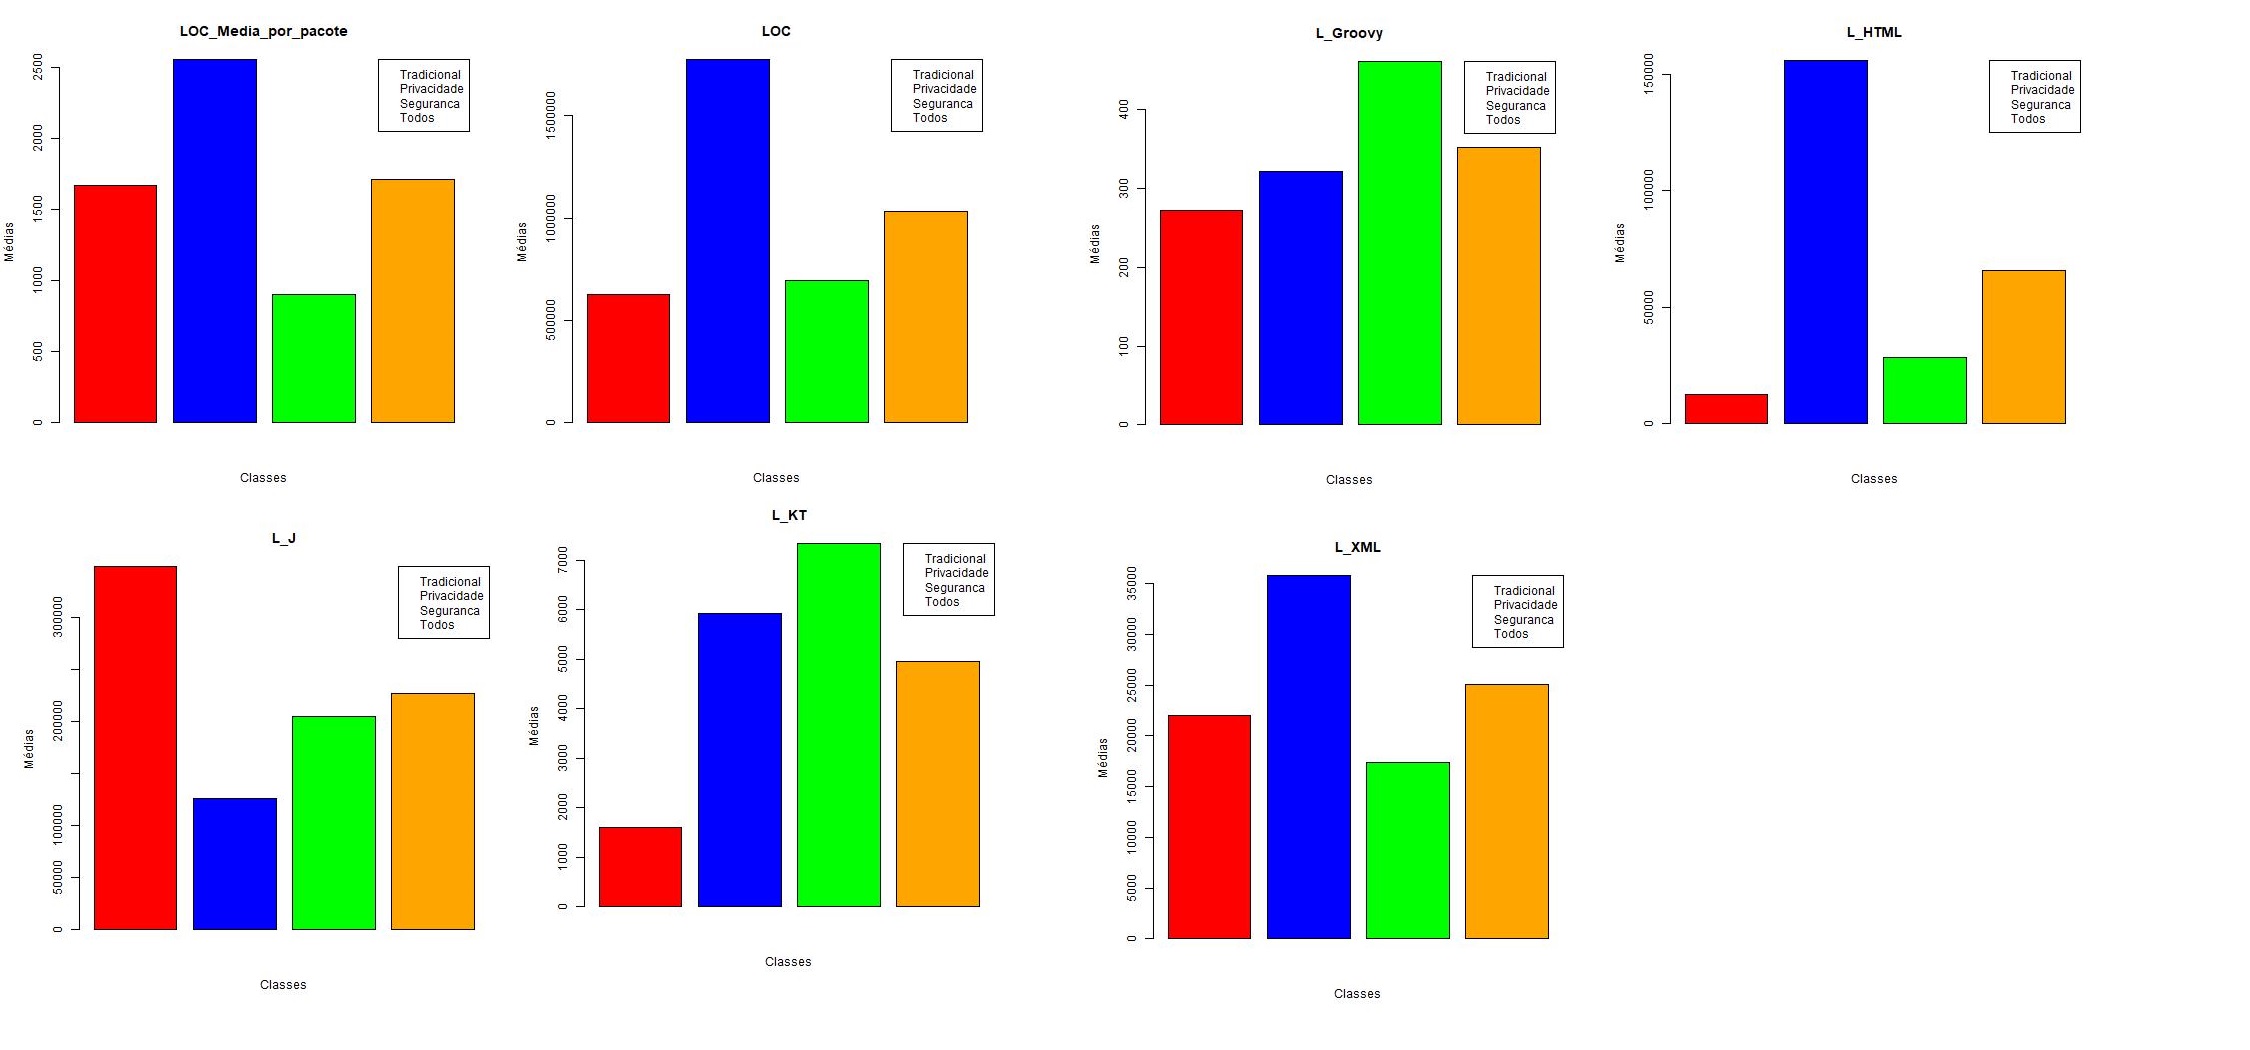 LOC_Media_por_pacote
Médias
0
500
1000
1500
2000
2500
Tradicional
Privacidade
Seguranca
Todos
Classes
LOC
Médias
0
500000
1000000
1500000
Tradicional
Privacidade
Seguranca
Todos
Classes
L_Groovy
Médias
0
100
200
300
400
Tradicional
Privacidade
Seguranca
Todos
Classes
L_HTML
Médias
0
50000
100000
150000
Tradicional
Privacidade
Seguranca
Todos
Classes
L_J
Médias
0
50000
100000
200000
300000
Tradicional
Privacidade
Seguranca
Todos
Classes
L_KT
Médias
0
1000
2000
3000
4000
5000
6000
7000
Tradicional
Privacidade
Seguranca
Todos
Classes
L_XML
Médias
0
5000
10000
15000
20000
25000
30000
35000
Tradicional
Privacidade
Seguranca
Todos
Classes